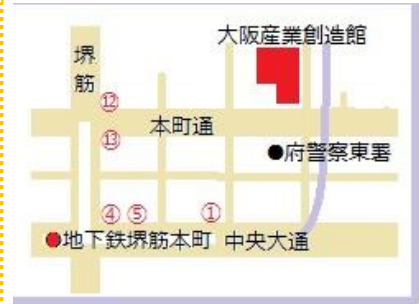 大阪産業創造館
堺筋
⑫
本町通
⑬
●府警察東署
④ ⑤ ①
●地下鉄堺筋本町 中央大通